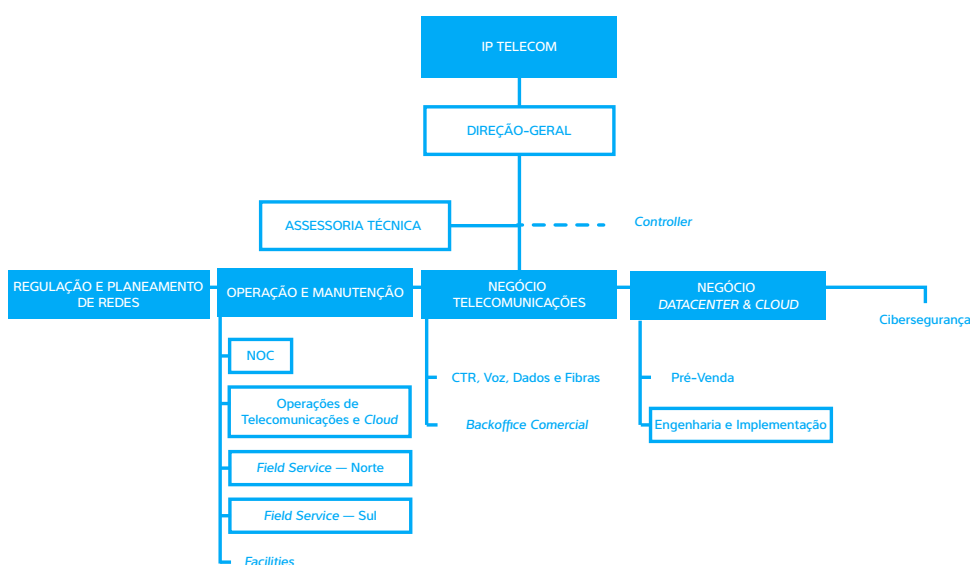 IP TELECOM
DIREÇÃO-GERAL
ASSESSORIA TÉCNICA
Controller
REGULAÇÃO E PLANEAMENTO
DE REDES
OPERAÇÃO E MANUTENÇÃO
NEGÓCIO
TELECOMUNICAÇÕES
NEGÓCIO
DATACENTER & CLOUD
Cibersegurança
NOC
Operações de
Telecomunicações e Cloud
Field Service — Norte
Field Service — Sul
Facilities
CTR, Voz, Dados e Fibras
Backoffice Comercial
Pré-Venda
Engenharia e Implementação